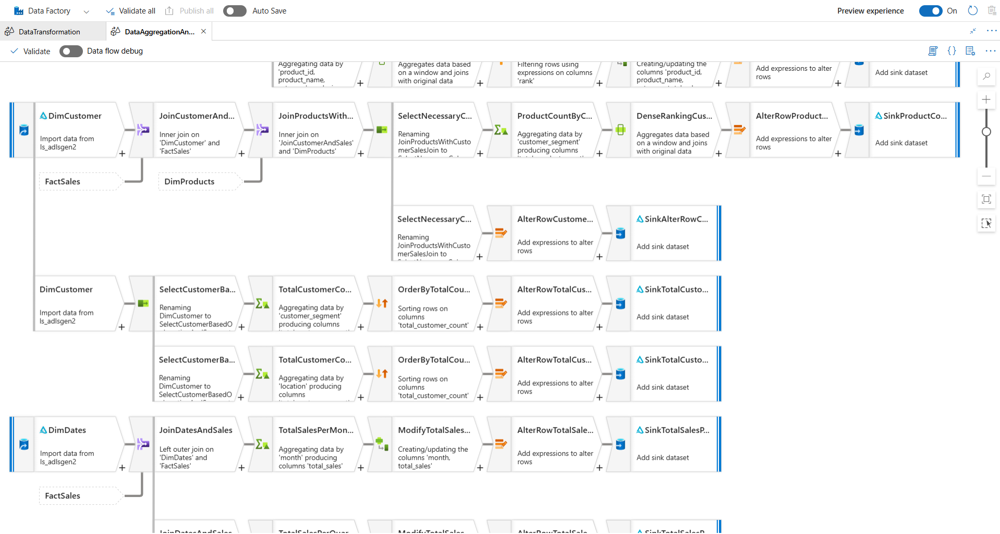 Data Factory
Validate all
Publish all
Auto Save
Preview experience
On
DataTransformation
DataAggregationAn...
Validate
Data flow debug
Aggregating data by
'product_id,
product_name,
Aggregates data based
on a window and joins
with original data
Filtering rows using
expressions on columns
'rank'
Creating/updating the
columns 'product_id,
product_name,
Add expressions to alter
rows
Add sink dataset
DimCustomer
Import data from
ls_adlsgen2
JoinCustomerAnd...
Inner join on
'DimCustomer' and
'FactSales'
JoinProductsWith...
Inner join on
'JoinCustomerAndSales'
and 'DimProducts'
SelectNecessaryC...
Renaming
JoinProductsWithCusto
merSalesJoin to
ProductCountByC...
Aggregating data by
'customer_segment'
producing columns
DenseRankingCus...
Aggregates data based
on a window and joins
with original data
AlterRowProduct...
Add expressions to alter
rows
SinkProductCo...
Add sink dataset
FactSales
DimProducts
SelectNecessaryC...
Renaming
JoinProductsWithCusto
merSalesJoin to
AlterRowCustome...
Add expressions to alter
rows
SinkAlterRowC...
Add sink dataset
DimCustomer
Import data from
ls_adlsgen2
SelectCustomerBa...
Renaming
DimCustomer to
SelectCustomerBasedO
TotalCustomerCo...
Aggregating data by
'customer_segment'
producing columns
OrderByTotalCou...
Sorting rows on
columns
'total_customer_count'
AlterRowTotalCus...
Add expressions to alter
rows
SinkTotalCusto...
Add sink dataset
SelectCustomerBa...
Renaming
DimCustomer to
SelectCustomerBasedO
TotalCustomerCo...
Aggregating data by
'location' producing
columns
OrderByTotalCou...
Sorting rows on
columns
'total_customer_count'
AlterRowTotalCus...
Add expressions to alter
rows
SinkTotalCusto...
Add sink dataset
DimDates
Import data from
ls_adlsgen2
JoinDatesAndSales
Left outer join on
'DimDates' and
'FactSales'
TotalSalesPerMon...
Aggregating data by
'month' producing
columns 'total_sales'
ModifyTotalSales...
Creating/updating the
columns 'month,
total_sales'
AlterRowTotalSale...
Add expressions to alter
rows
SinkTotalSalesP...
Add sink dataset
FactSales
JoinDatesAndSales
TotalSalesPerQuar...
ModifyTotalSales...
AlterRowTotalSale...
SinkTotalSalesP...